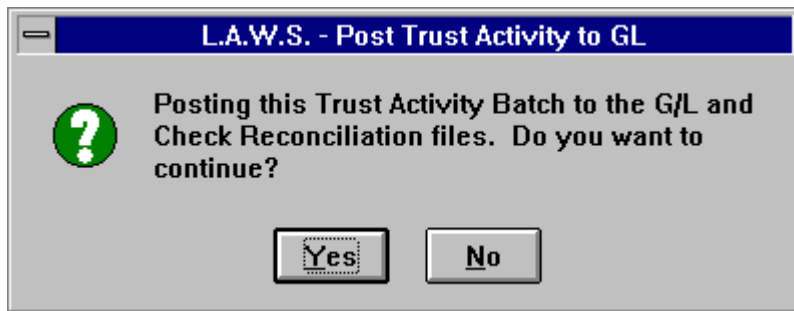 L.A.W.S. - Post Trust Activity to GL
Posting this Trust Activity Batch to the G/L and
Check Reconciliation files.  Do you want to
continue?
Yes
No